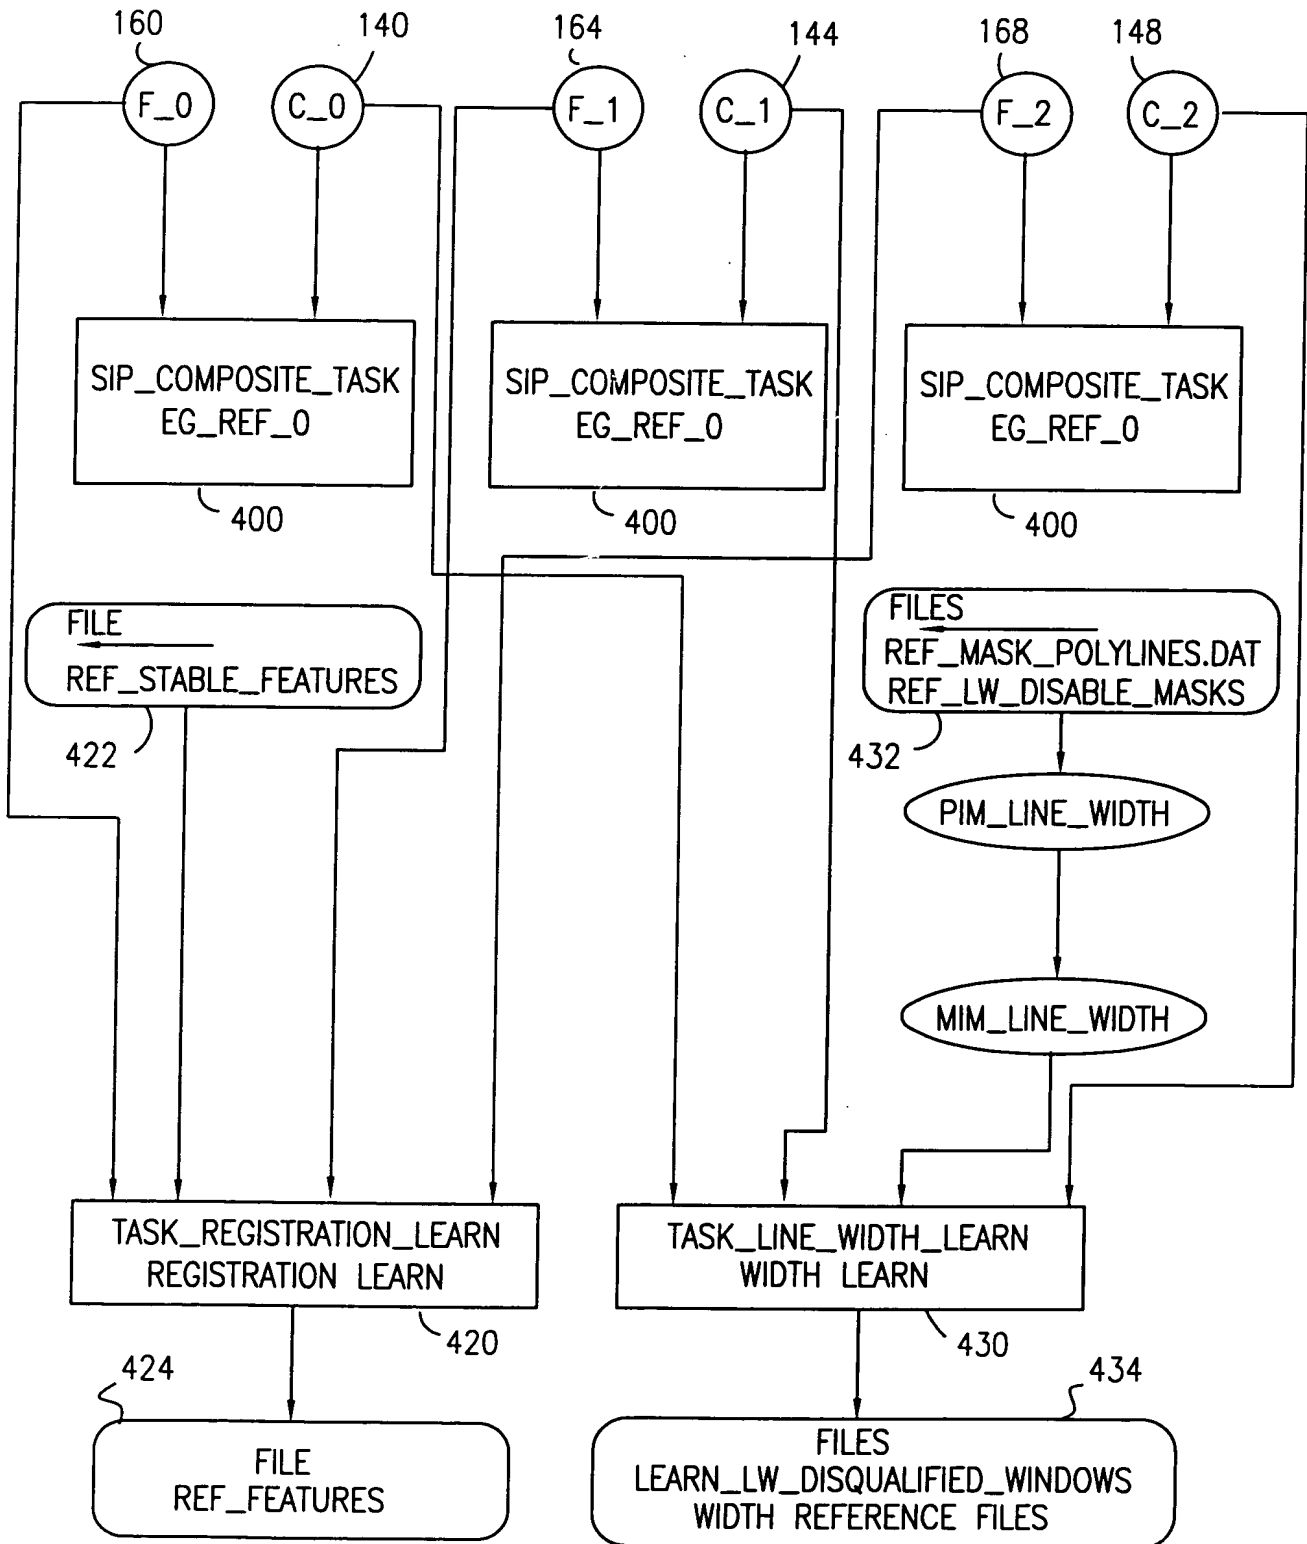 160
140
164
144
168
148
F_0
C_0
F_1
C_1
F_2
C_2
SIP_COMPOSITE_TASK
EG_REF_0
400
SIP_COMPOSITE_TASK
EG_REF_0
400
SIP_COMPOSITE_TASK
EG_REF_0
400
FILE
REF_STABLE_FEATURES
422
FILES
REF_MASK_POLYLINES.DAT
REF_LW_DISABLE_MASKS
432
PIM_LINE_WIDTH
MIM_LINE_WIDTH
TASK_REGISTRATION_LEARN
REGISTRATION LEARN
420
TASK_LINE_WIDTH_LEARN
WIDTH LEARN
430
424
FILE
REF_FEATURES
434
FILES
LEARN_LW_DISQUALIFIED_WINDOWS
WIDTH REFERENCE FILES